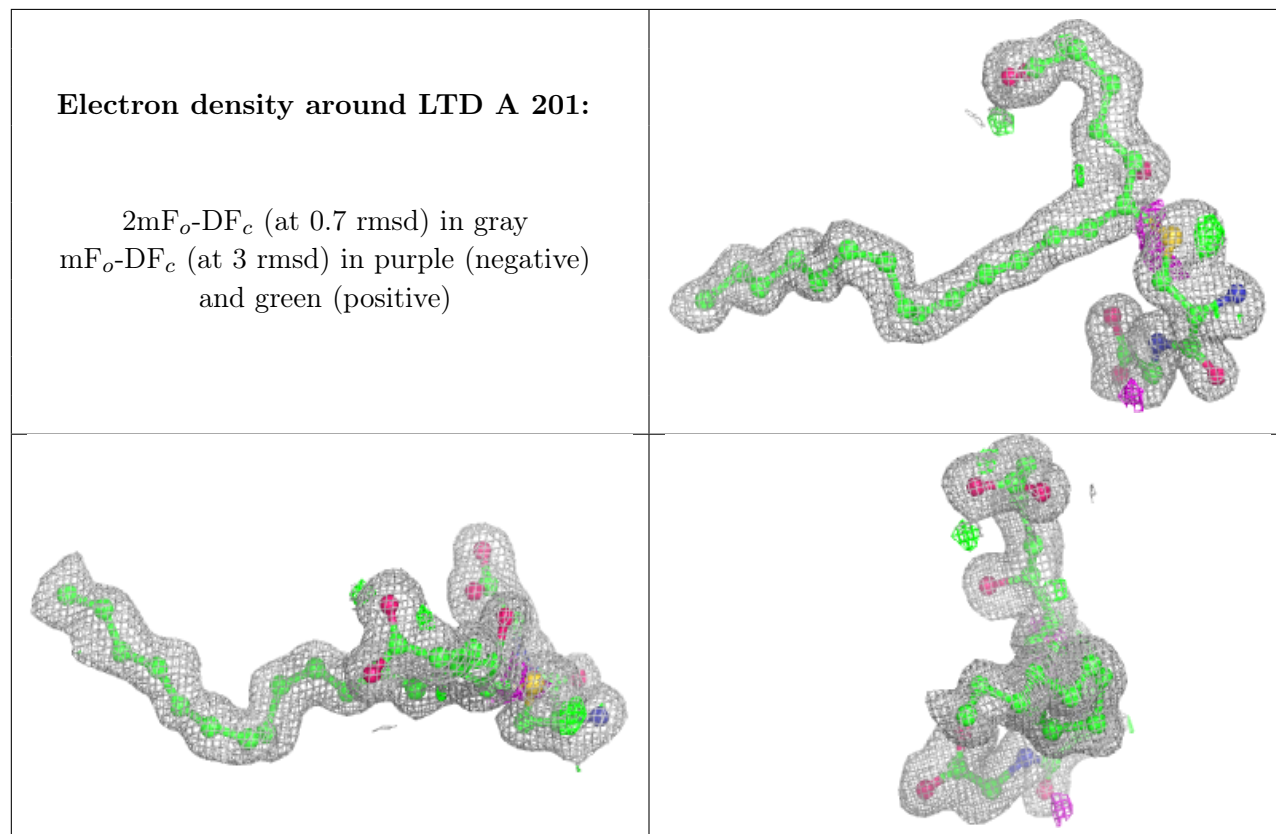 Electron density around LTD A 201:
2mFo-DFc (at 0.7 rmsd) in gray
mFo-DFc (at 3 rmsd) in purple (negative)
and green (positive)